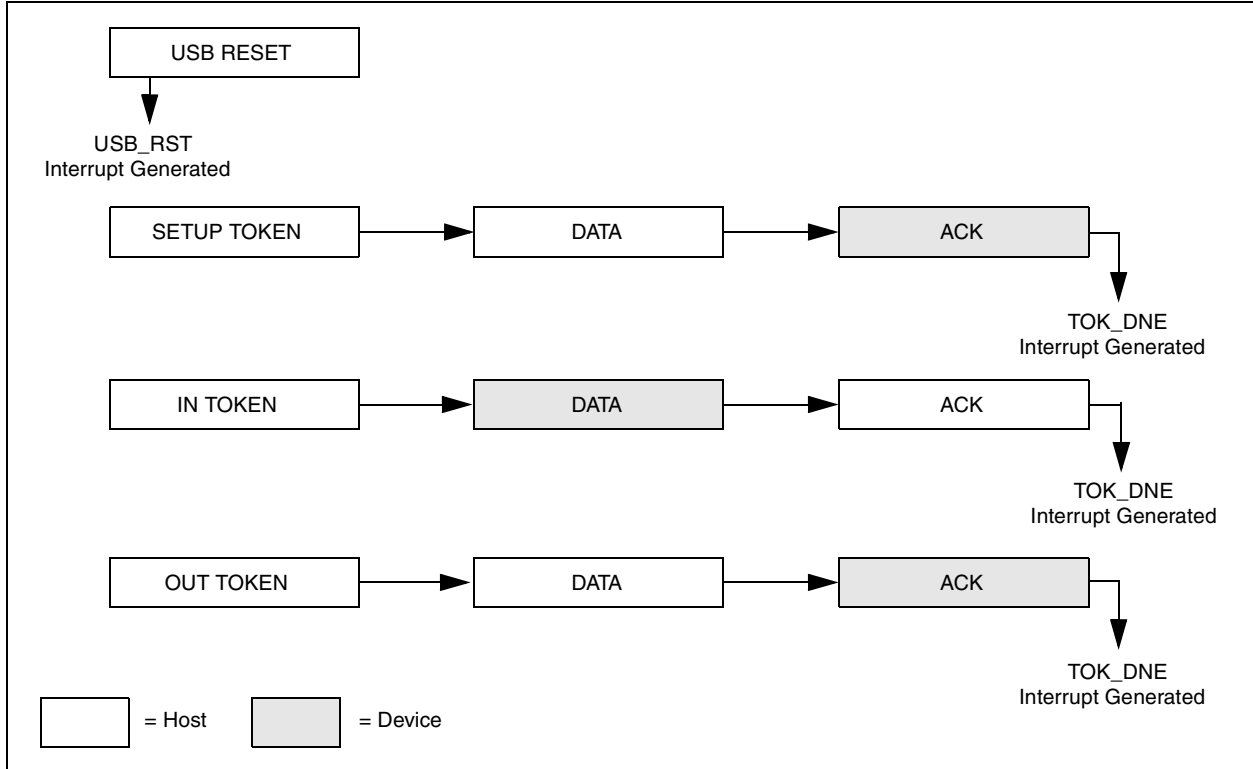 USB RESET
USB_RST
Interrupt Generated
SETUP TOKEN
DATA
ACK
TOK_DNE
Interrupt Generated
IN TOKEN
DATA
ACK
TOK_DNE
Interrupt Generated
OUT TOKEN
DATA
ACK
TOK_DNE
Interrupt Generated
= Host
= Device